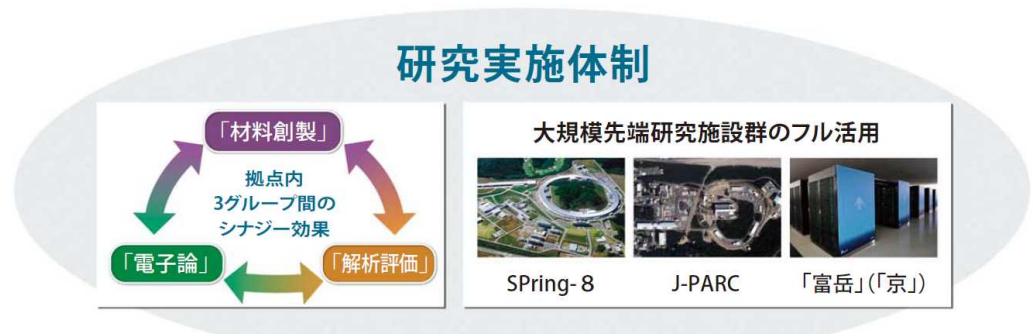 研究実施体制
「材料創製」
拠点内
3グループ間の
シナジー効果
「電子論」
「解析評価」
大規模先端研究施設群のフル活用
SPring-8
J-PARC
「富岳」(「京」)